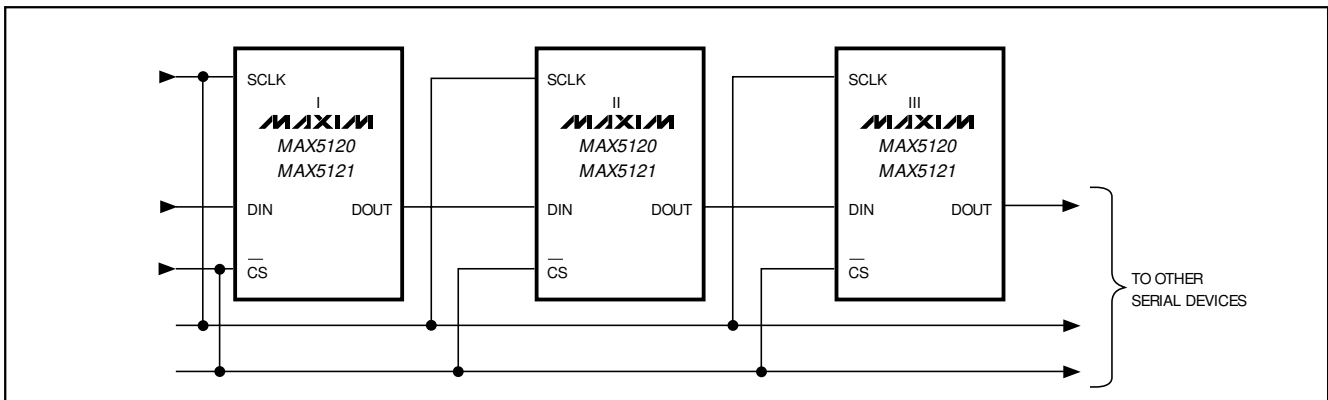 SCLK
I
MAXIM
MAX5120
MAX5121
DIN DOUT
CS
SCLK
II
MAXIM
MAX5120
MAX5121
DIN DOUT
CS
SCLK
III
MAXIM
MAX5120
MAX5121
DIN DOUT
CS
TO OTHER
SERIAL DEVICES